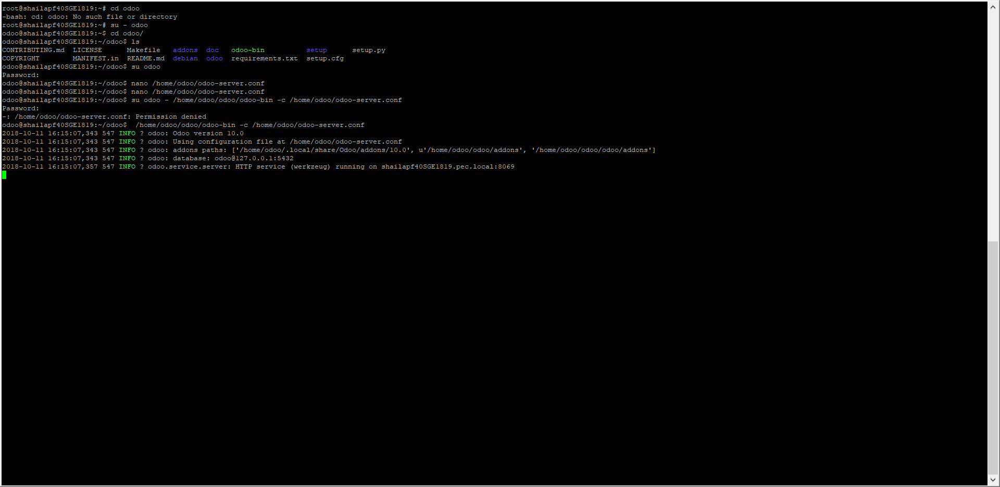 root@shailapf40SGE1819:~# cd odoo
-bash: cd: odoo: No such file or directory
root@shailapf40SGE1819:~# su - odoo
odoo@shailapf40SGE1819:~$ cd odoo/
odoo@shailapf40SGE1819:~/odoo$ ls
CONTRIBUTING.md  LICENSE      Makefile   addons  doc   odoo-bin          setup      setup.py
COPYRIGHT        MANIFEST.in  README.md  debian  odoo  requirements.txt  setup.cfg
odoo@shailapf40SGE1819:~/odoo$ su odoo
Password:
odoo@shailapf40SGE1819:~/odoo$ nano /home/odoo/odoo-server.conf
odoo@shailapf40SGE1819:~/odoo$ nano /home/odoo/odoo-server.conf
odoo@shailapf40SGE1819:~/odoo$ su odoo - /home/odoo/odoo/odoo-bin -c /home/odoo/odoo-server.conf
Password:
-: /home/odoo/odoo-server.conf: Permission denied
odoo@shailapf40SGE1819:~/odoo$  /home/odoo/odoo/odoo-bin -c /home/odoo/odoo-server.conf
2018-10-11 16:15:07,343 547 INFO ? odoo: Odoo version 10.0
2018-10-11 16:15:07,343 547 INFO ? odoo: Using configuration file at /home/odoo/odoo-server.conf
2018-10-11 16:15:07,343 547 INFO ? odoo: addons paths: ['/home/odoo/.local/share/Odoo/addons/10.0', u'/home/odoo/odoo/addons', '/home/odoo/odoo/odoo/addons']
2018-10-11 16:15:07,343 547 INFO ? odoo: database: odoo@127.0.0.1:5432
2018-10-11 16:15:07,357 547 INFO ? odoo.service.server: HTTP service (werkzeug) running on shailapf40SGE1819.pec.local:8069